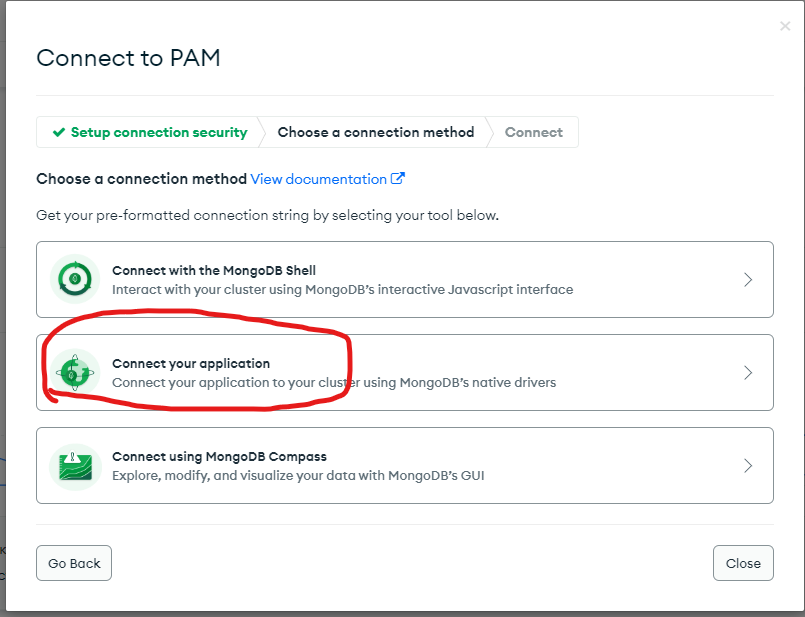 Connect to PAM
Setup connection security
Choose a connection method
Connect
Choose a connection method View documentation
Get your pre-formatted connection string by selecting your tool below.
Connect with the MongoDB Shell
Interact with your cluster using MongoDB's interactive Javascript interface
Connect your application
Connect your application to your cluster using MongoDB's native drivers
Connect using MongoDB Compass
Explore, modify, and visualize your data with MongoDB's GUI
Go Back
Close